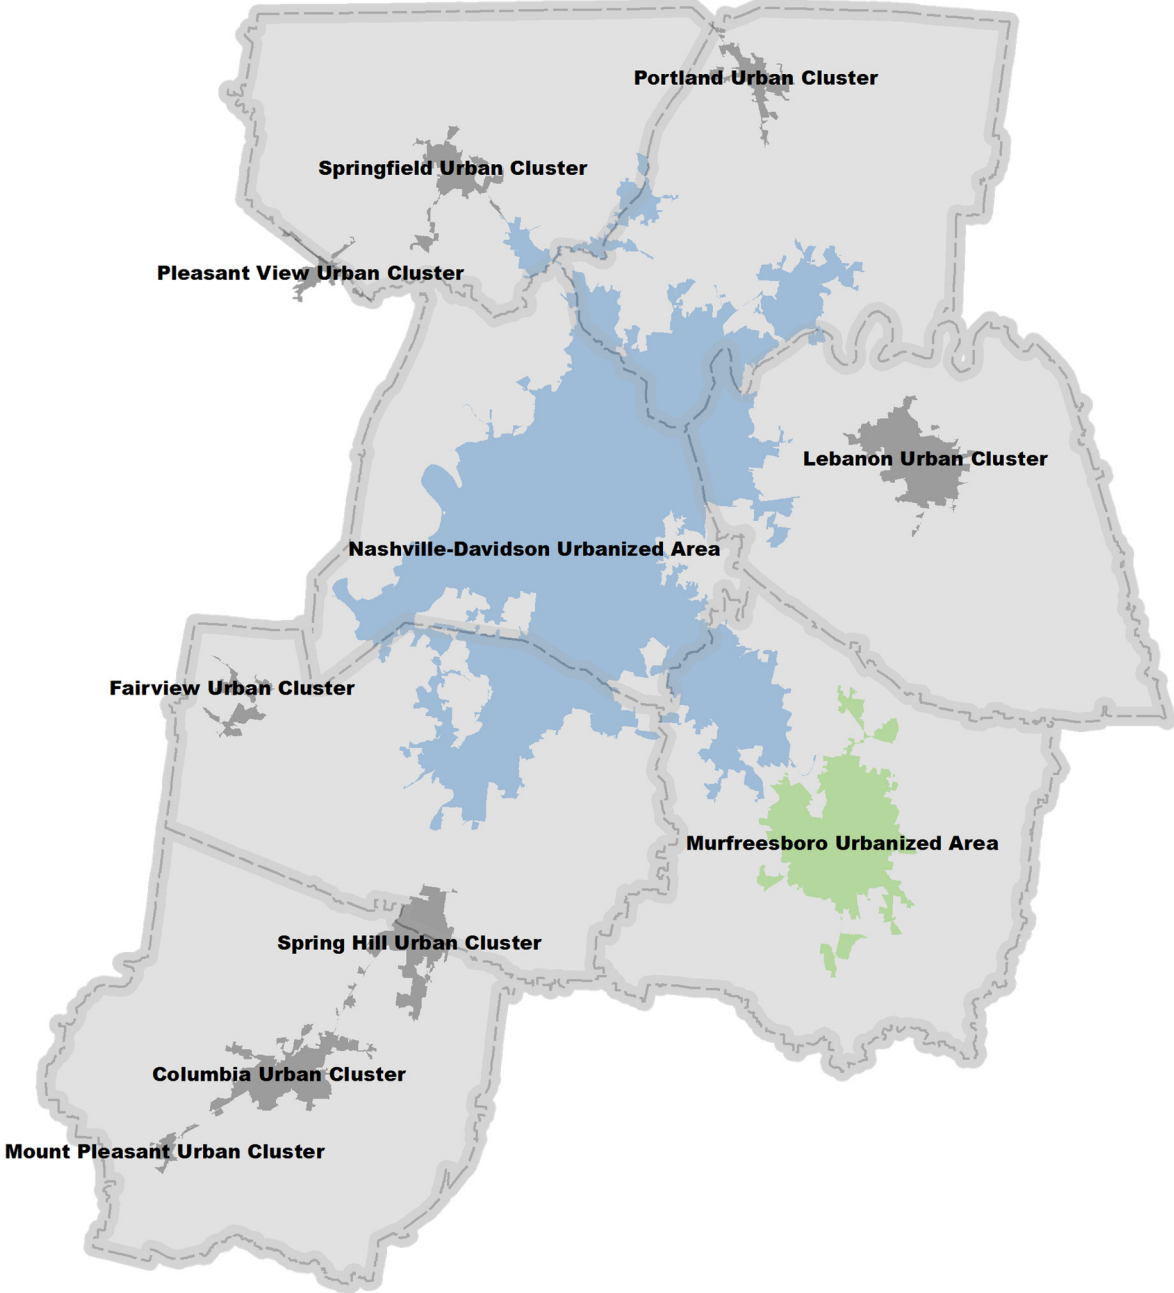 Portland Urban Cluster
Springfield Urban Cluster
Pleasant View Urban Cluster
Lebanon Urban Cluster
Nashville-Davidson Urbanized Area
Fairview Urban Cluster
Murfreesboro Urbanized Area
Spring Hill Urban Cluster
Columbia Urban Cluster
Mount Pleasant Urban Cluster